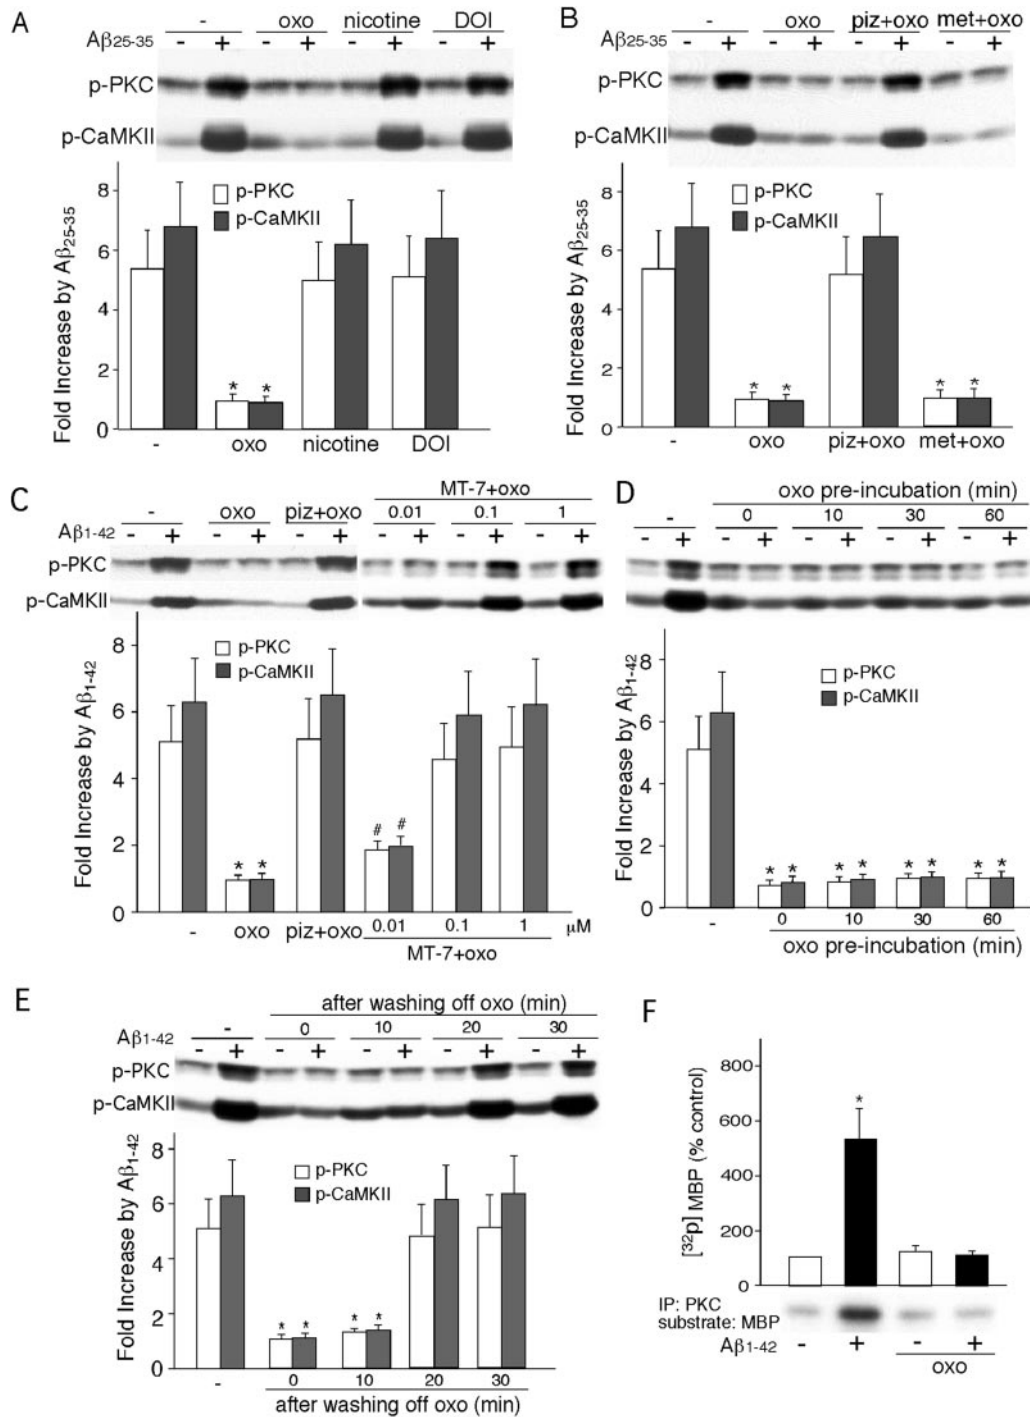 A
- oxo nicotine DOI
Aβ25-35 - + - + - + - +
p-PKC
p-CaMKII
8
6
4
2
0
Fold Increase by Aβ25-35
p-PKC
p-CaMKII
* *
- oxo nicotine DOI
B
- oxo piz+oxo met+oxo
Aβ25-35 - + - + - + - +
p-PKC
p-CaMKII
8
6
4
2
0
Fold Increase by Aβ25-35
p-PKC
p-CaMKII
* * * *
- oxo piz+oxo met+oxo
C
MT-7+oxo
- oxo piz+oxo 0.01 0.1 1
Aβ1-42 - + - + - + - + - + - +
p-PKC
p-CaMKII
8
6
4
2
0
Fold Increase by Aβ1-42
p-PKC
p-CaMKII
* * # #
- oxo piz+oxo 0.01 0.1 1 μM
MT-7+oxo
D
oxo pre-incubation (min)
- 0 10 30 60
- + - + - + - + - +
8
6
4
2
0
Fold Increase by Aβ1-42
p-PKC
p-CaMKII
* * * * * * * *
- 0 10 30 60
oxo pre-incubation (min)
E
after washing off oxo (min)
- 0 10 20 30
Aβ1-42 - + - + - + - + - +
p-PKC
p-CaMKII
8
6
4
2
0
Fold Increase by Aβ1-42
p-PKC
p-CaMKII
* * * *
- 0 10 20 30
after washing off oxo (min)
F
800
600
400
200
0
[32p] MBP (% control)
*
IP: PKC
substrate: MBP
Aβ1-42 - + - +
oxo